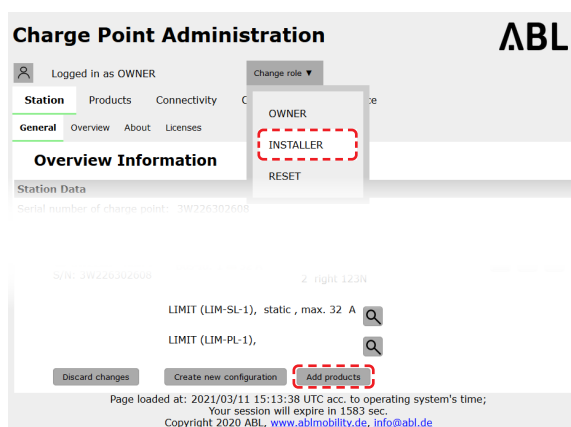 Charge Point Administration
ABL
Logged in as OWNER
Change role ▼
Station Products Connectivity
General Overview About Licenses
OWNER
INSTALLER
RESET
Overview Information
Station Data
Serial number of charge point: 3W226302608
S/N: 3W226302608
2 right 123N
LIMIT (LIM-SL-1), static , max. 32 A
LIMIT (LIM-PL-1),
Discard changes Create new configuration Add products
Page loaded at: 2021/03/11 15:13:38 UTC acc. to operating system's time;
Your session will expire in 1583 sec.
Copyright 2020 ABL, www.ablmobility.de, info@abl.de